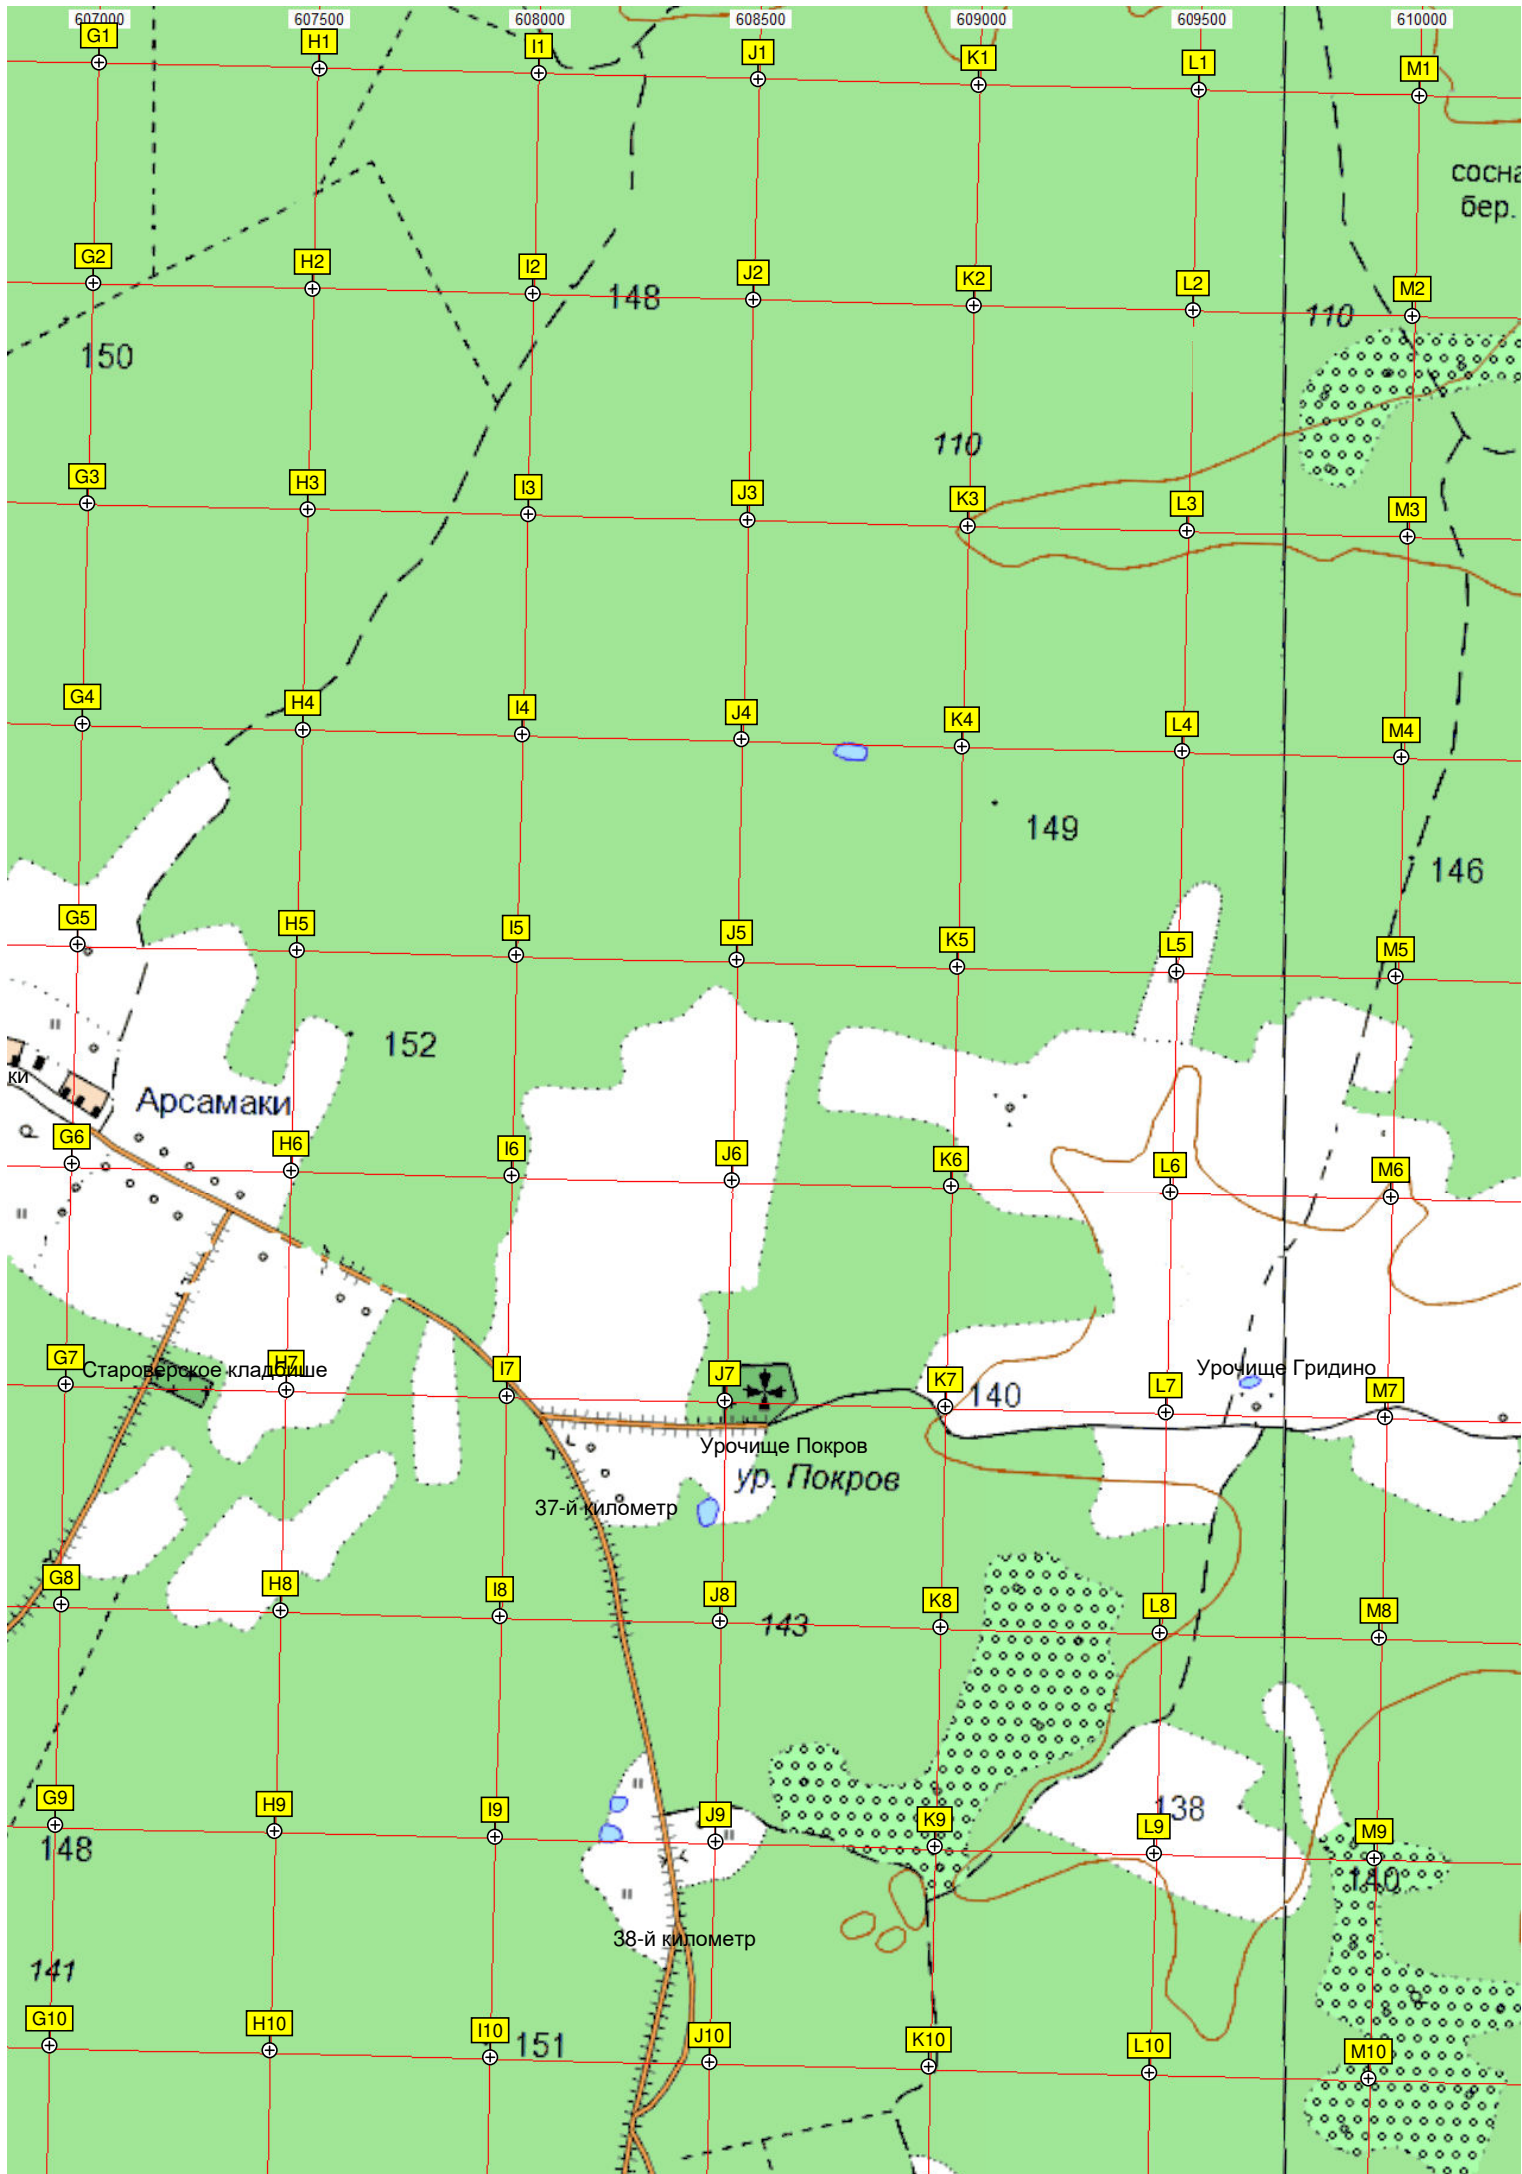 607000 607500 608000 608500 609000 609500 610000
G1 H1 I1 J1 K1 L1 M1
сосна
бер.
G2 H2 I2 J2 K2 L2 M2
148
110
150
110
G3 H3 I3 J3 K3 L3 M3
G4 H4 I4 J4 K4 L4 M4
149
146
G5 H5 I5 J5 K5 L5 M5
152
ки
Арсамаки
G6 H6 I6 J6 K6 L6 M6
G7 H7 I7 J7 K7 L7 M7
Староверское кладбище
Урочище Гридино
140
Урочище Покров
ур. Покров
37-й километр
G8 H8 I8 J8 K8 L8 M8
143
G9 H9 I9 J9 K9 L9 M9
138
148
140
38-й километр
141
G10 H10 I10 J10 K10 L10 M10
151